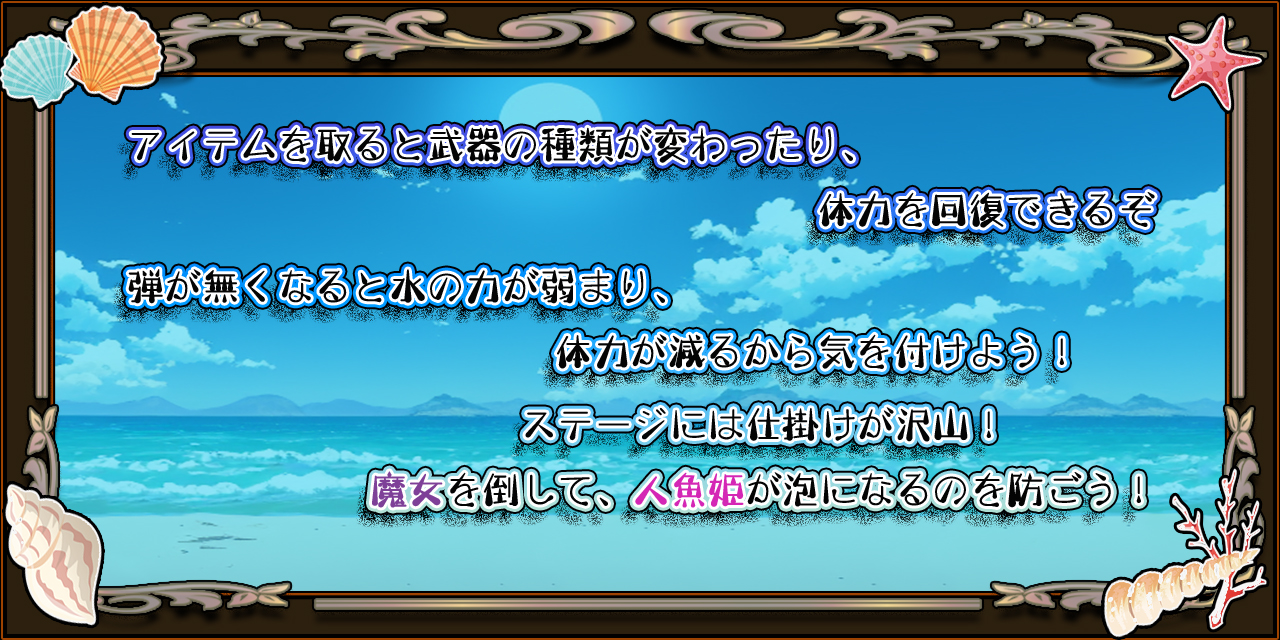 アイテムを取ると武器の種類が変わったり、
体力を回復できるぞ
弾が無くなると水の力が弱まり、
体力が減るから気を付けよう！
ステージには仕掛けが沢山！
魔女を倒して、人魚姫が泡になるのを防ごう！